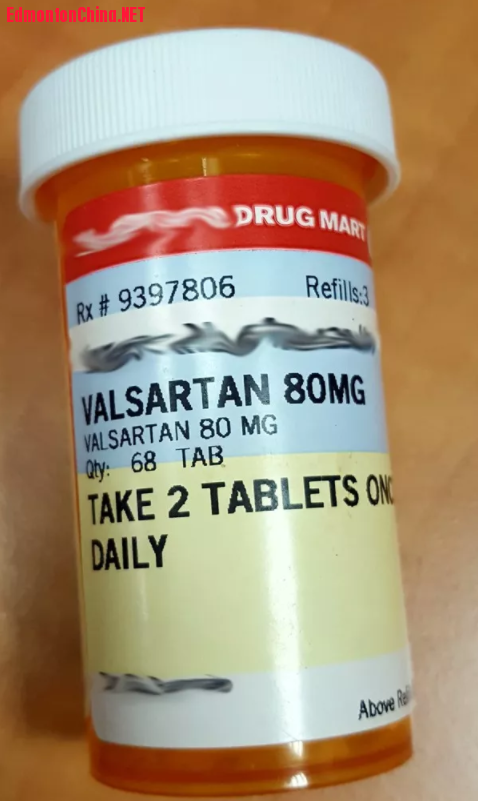 EdmontonChina.NET
DRUG MART
Rx # 9397806 Refills:3
VALSARTAN 80MG
VALSARTAN 80 MG
Qty: 68 TAB
TAKE 2 TABLETS ONC
DAILY
Above